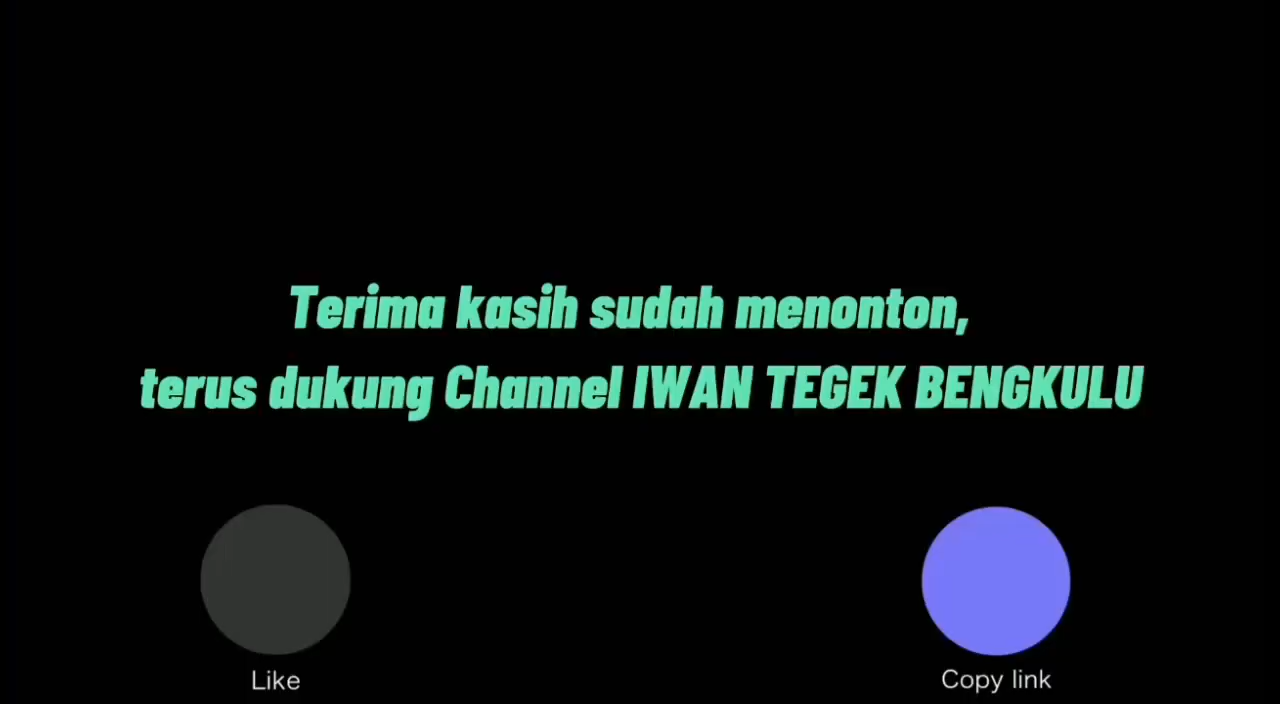 Terima kasih sudah menonton,
terus dukung Channel IWAN TEGEK BENGKULU
Like
Copy link